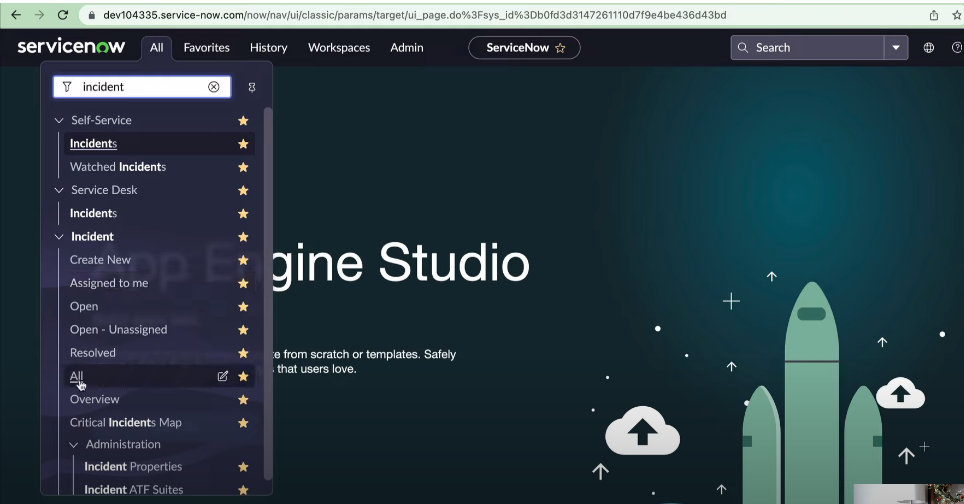 dev104335.service-now.com/now/nav/ui/classic/params/target/ui_page.do%3Fsys_id%3Db0fd3d3147261110d7f9e4be436d43bd
servicenow All Favorites History Workspaces Admin ServiceNow Search
incident
Self-Service
Incidents
Watched Incidents
Service Desk
Incidents
Incident
Create New
Assigned to me
Open
Open - Unassigned
Resolved
All
Overview
Critical Incidents Map
Administration
Incident Properties
Incident ATF Suites
App Engine Studio
te from scratch or templates. Safely
that users love.